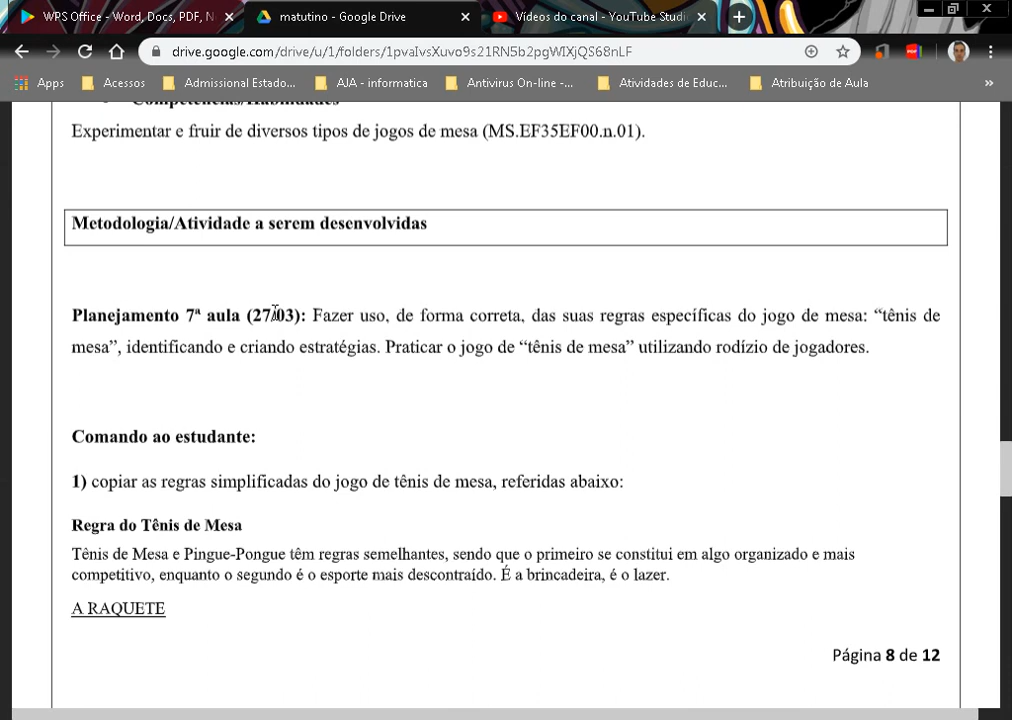 WPS Office - Word, Docs, PDF, N
matutino - Google Drive
Vídeos do canal - YouTube Studi
drive.google.com/drive/u/1/folders/1pvaIvsXuvo9s21RN5b2pgWIXjQS68nLF
Apps
Acessos
Admissional Estado...
AJA - informatica
Antivirus On-line -...
Atividades de Educ...
Atribuição de Aula
»
Competências/Habilidades
Experimentar e fruir de diversos tipos de jogos de mesa (MS.EF35EF00.n.01).
Metodologia/Atividade a serem desenvolvidas
Planejamento 7ª aula (27/03): Fazer uso, de forma correta, das suas regras específicas do jogo de mesa: “tênis de
mesa”, identificando e criando estratégias. Praticar o jogo de “tênis de mesa” utilizando rodízio de jogadores.
Comando ao estudante:
1) copiar as regras simplificadas do jogo de tênis de mesa, referidas abaixo:
Regra do Tênis de Mesa
Tênis de Mesa e Pingue-Pongue têm regras semelhantes, sendo que o primeiro se constitui em algo organizado e mais
competitivo, enquanto o segundo é o esporte mais descontraído. É a brincadeira, é o lazer.
A RAQUETE
Página 8 de 12